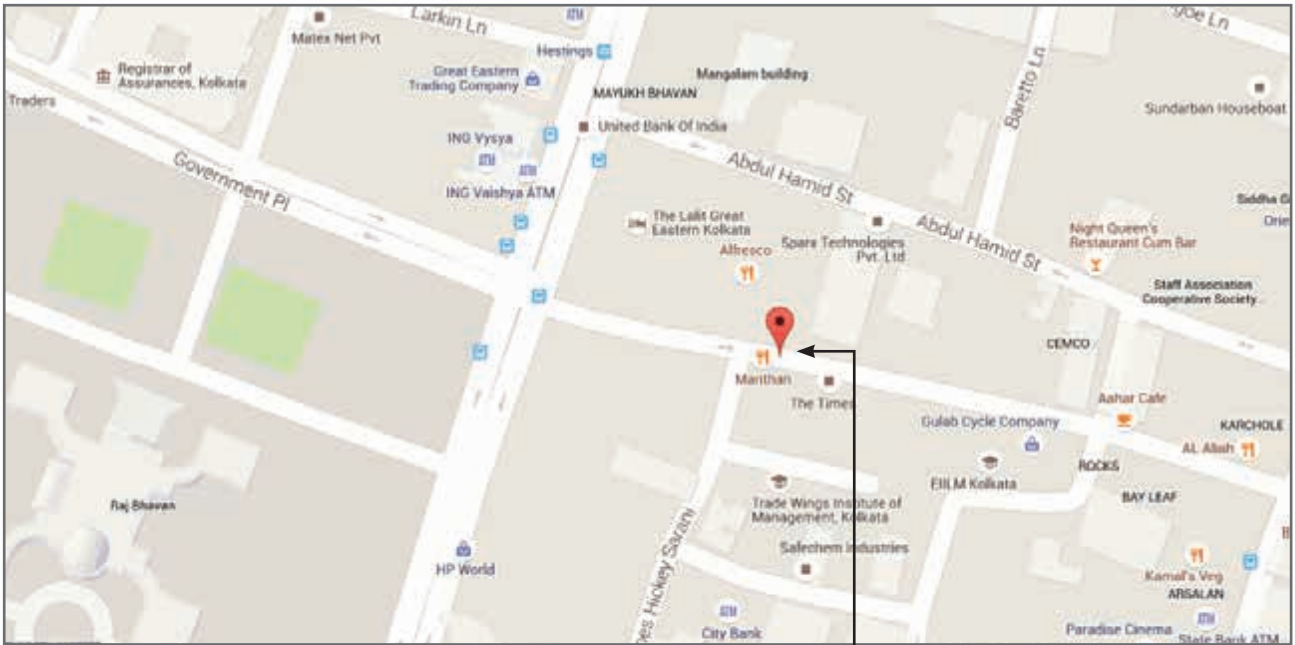 Larkin Ln
Matex Net Pvt
Hestings
Registrar of
Assurances, Kolkata
Great Eastern
Trading Company
Mangalam building
MAYUKH BHAVAN
Baretto Ln
Traders
United Bank Of India
Sundarban Houseboat
ING Vysya
Government Pl
ING Vaishya ATM
Abdul Hamid St
Abdul Hamid St
The Lalit Great
Eastern Kolkata
Alfresco
Spara Technologies
Pvt. Ltd
Night Queen's
Restaurant Cum Bar
Staff Association
Cooperative Society
CEMCO
Manthan
The Times
Aahar Cafe
Gulab Cycle Company
KARCHOLE
EIILM Kolkata
ROCKS
BAY LEAF
Raj Bhavan
Trade Wings Institute of
Management, Kolkata
Salechem Industries
HP World
Hickey Sarani
Kamal's Veg
ARSALAN
City Bank
Paradise Cinema
State Bank ATM